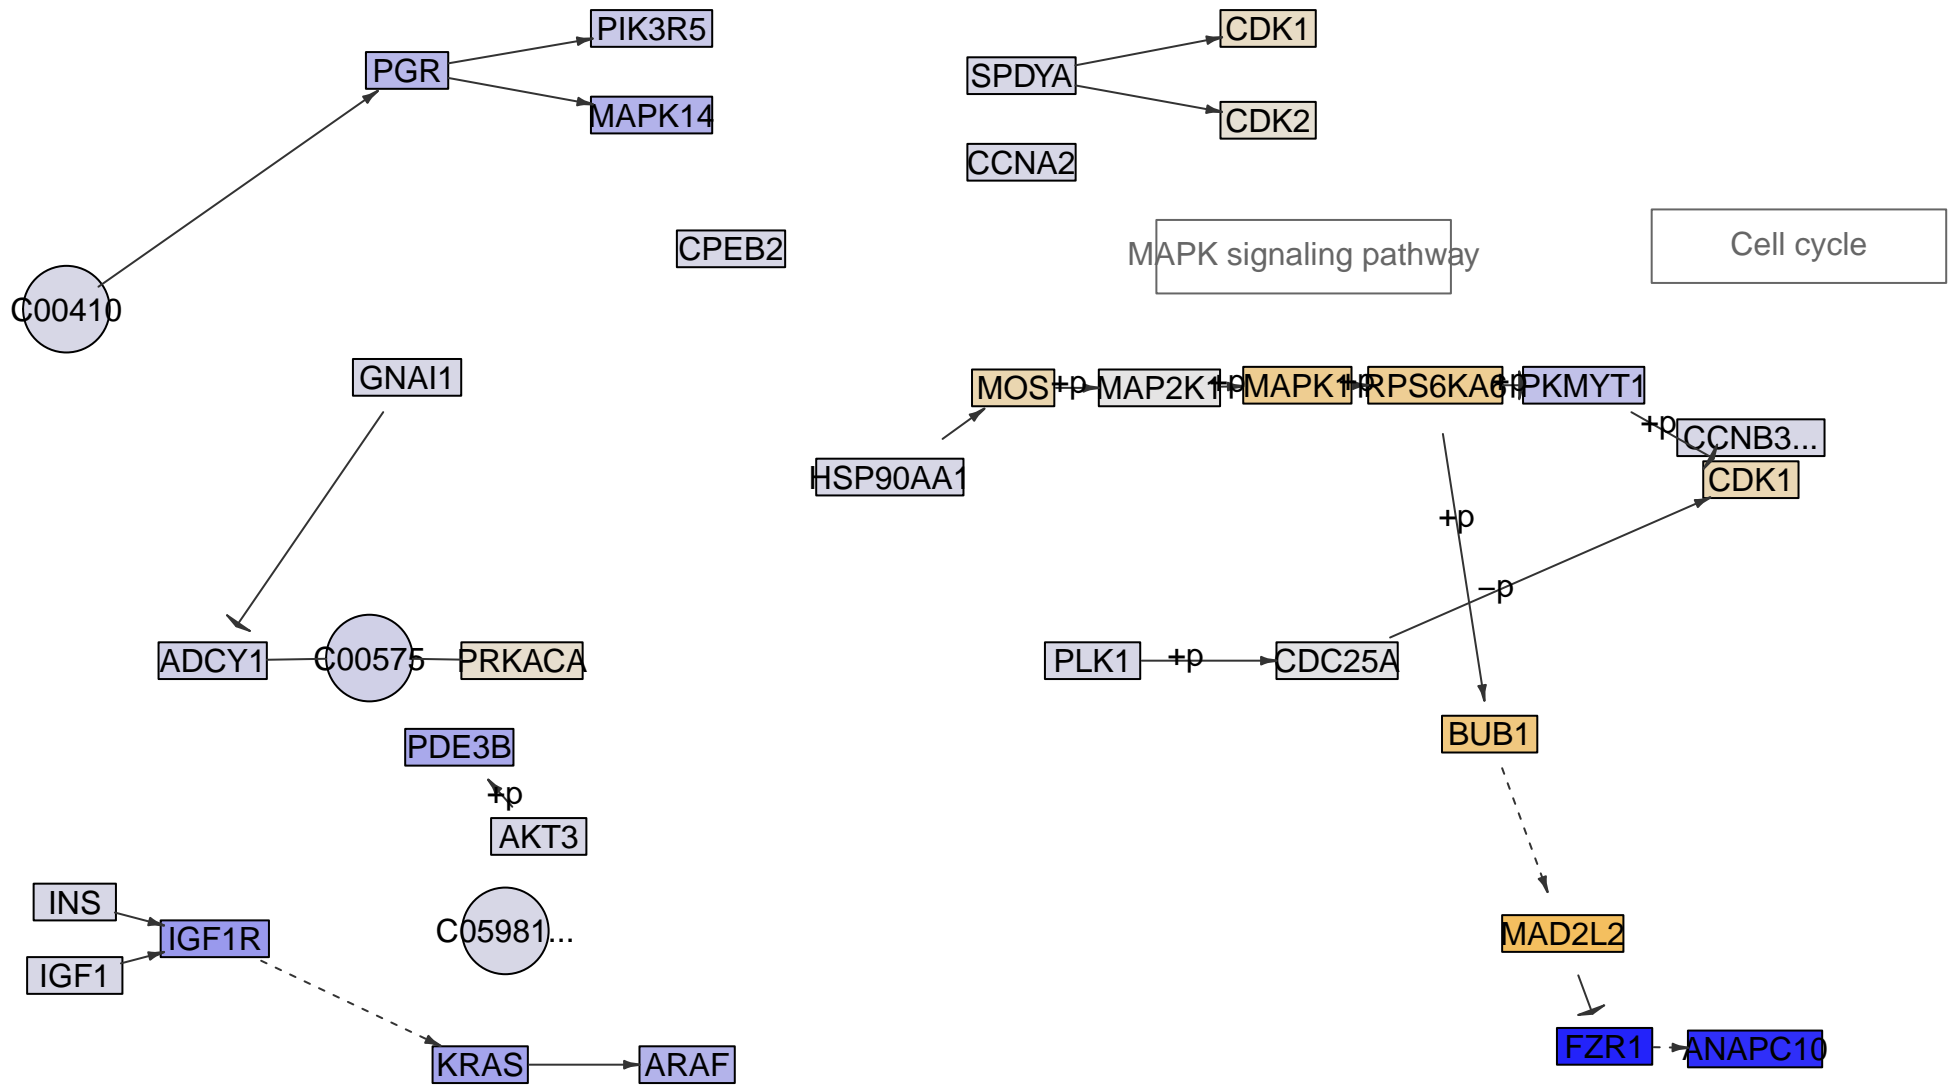 PIK3R5
CDK1
PGR
SPDYA
MAPK14
CDK2
CCNA2
CPEB2
MAPK signaling pathway
Cell cycle
C00410
GNAI1
MOS
+p
MAP2K1
+p
MAPK1
+p
RPS6KA6
+p
PKMYT1
+p
CCNB3...
HSP90AA1
CDK1
+p
−p
ADCY1
C00575
PRKACA
PLK1
+p
CDC25A
PDE3B
BUB1
+p
AKT3
INS
IGF1R
C05981...
MAD2L2
IGF1
KRAS
ARAF
FZR1
ANAPC10